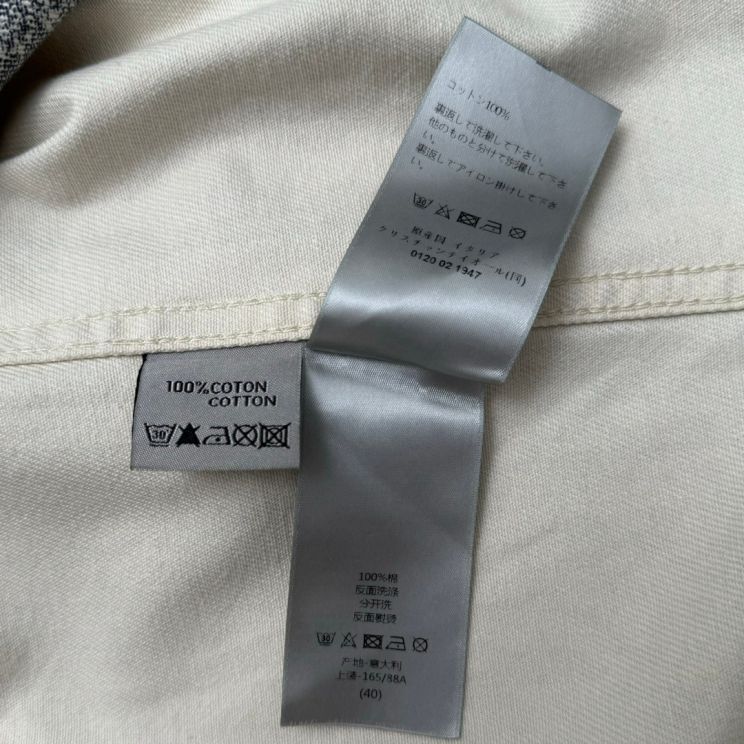 コットン100%
裏返して洗濯して下さい。
他のものと分けて洗濯して下さ
い。
裏返してアイロン掛けして下さ
い。
30
原産国 イタリア
クリスチャンディオール(同)
0120 02 1947
100%COTON
COTTON
30°
100%棉
反面洗涤
分开洗
反面熨烫
30
产地-意大利
上装-165/88A
(40)